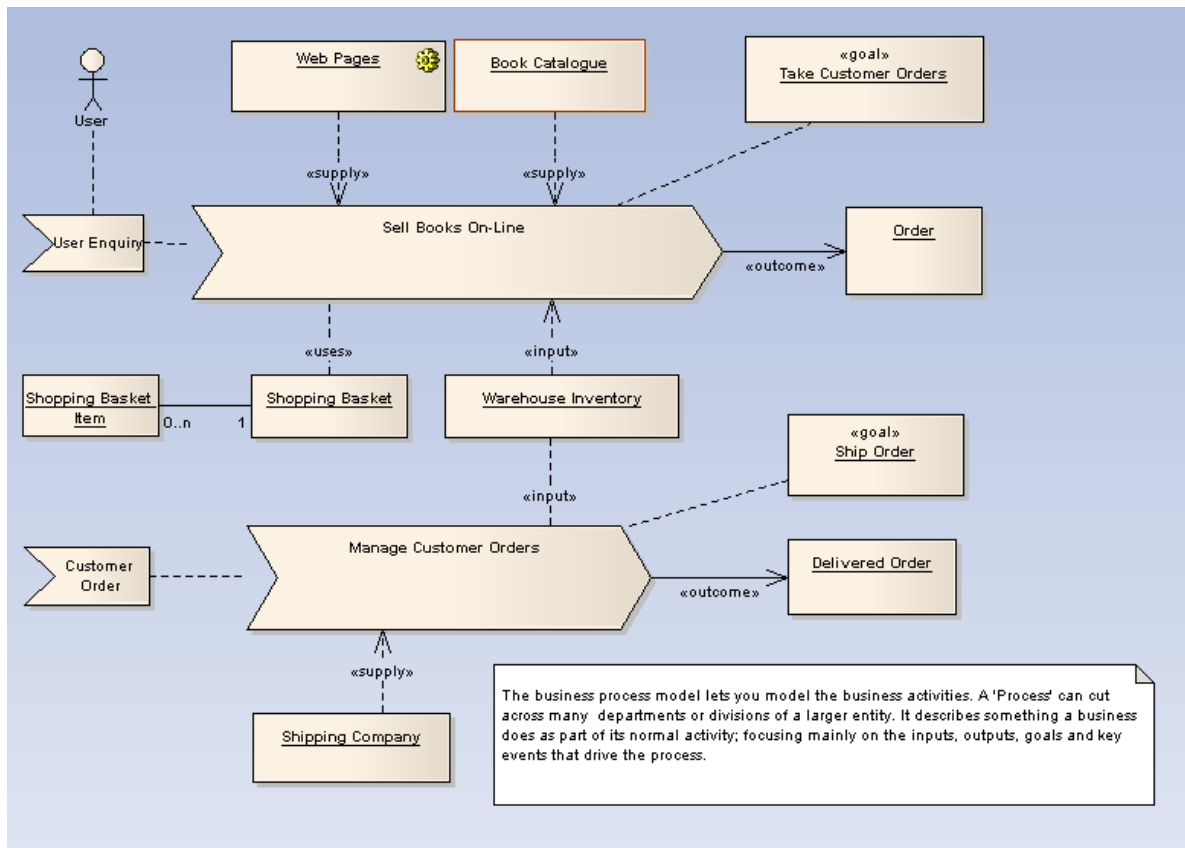 User
Web Pages
Book Catalogue
«goal»
Take Customer Orders
«supply»
«supply»
User Enquiry
Sell Books On-Line
Order
«outcome»
«uses»
«input»
Shopping Basket
Item
0..n
1
Shopping Basket
Warehouse Inventory
«goal»
Ship Order
«input»
Customer
Order
Manage Customer Orders
Delivered Order
«outcome»
«supply»
Shipping Company
The business process model lets you model the business activities. A 'Process' can cut
across many departments or divisions of a larger entity. It describes something a business
does as part of its normal activity; focusing mainly on the inputs, outputs, goals and key
events that drive the process.